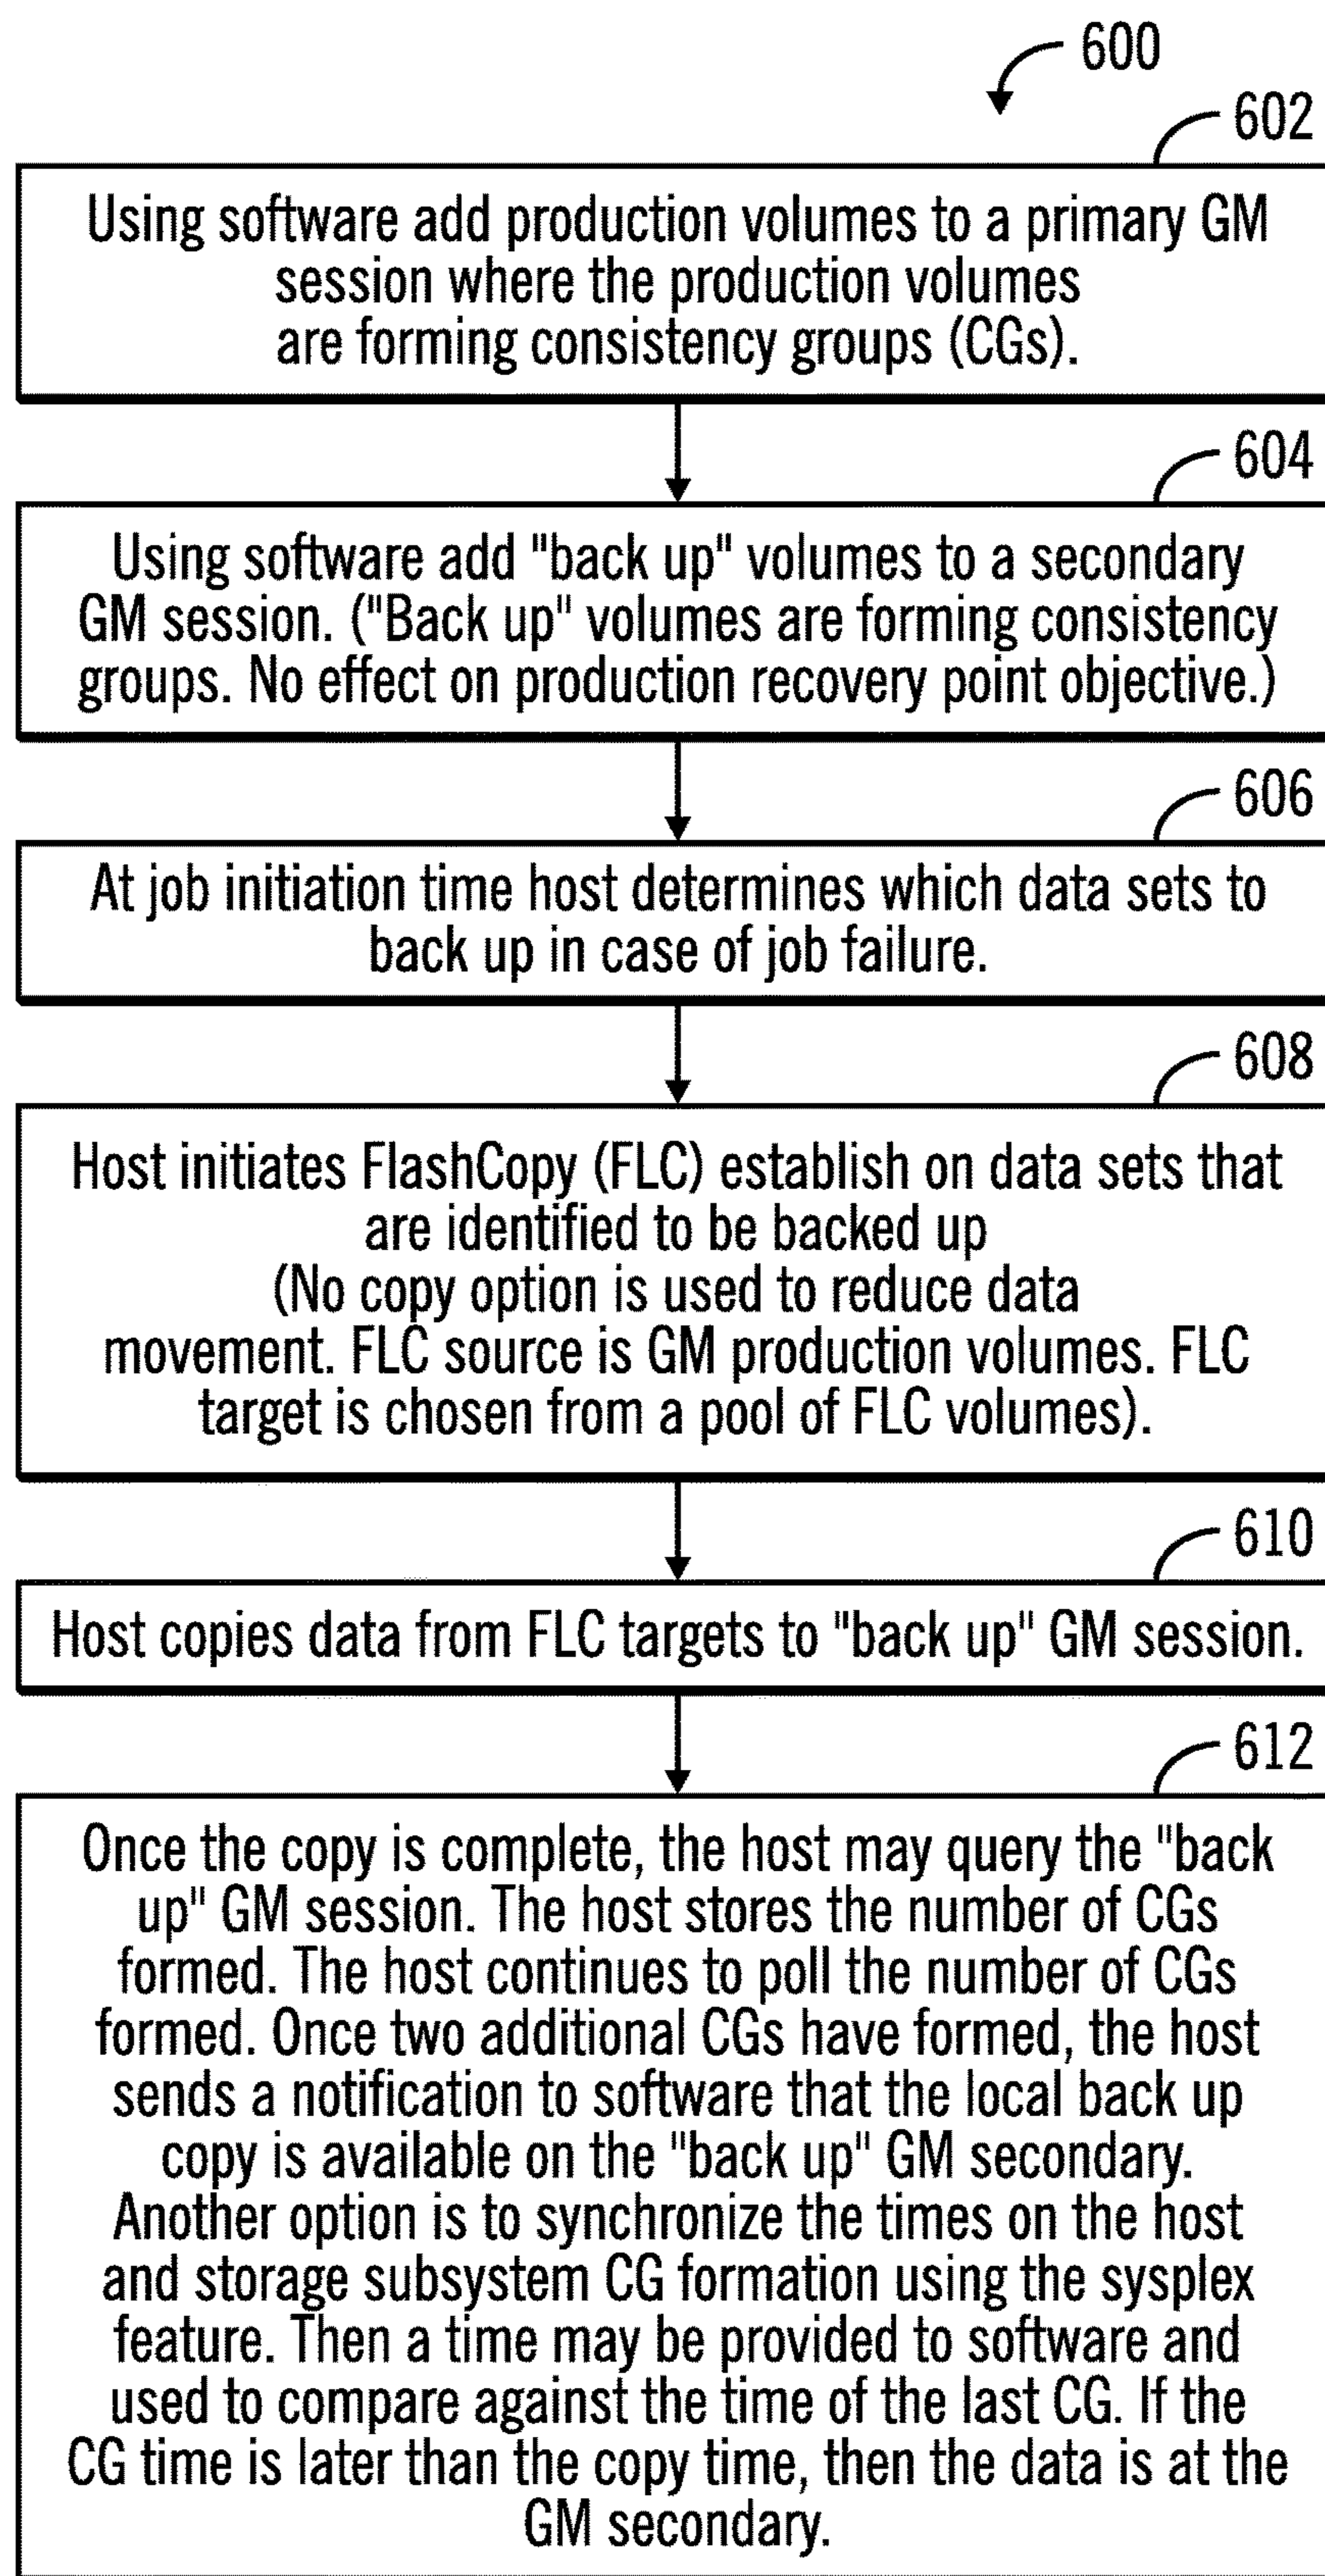 600
602
Using software add production volumes to a primary GM
session where the production volumes
are forming consistency groups (CGs).
604
Using software add "back up" volumes to a secondary
GM session. ("Back up" volumes are forming consistency
groups. No effect on production recovery point objective.)
606
At job initiation time host determines which data sets to
back up in case of job failure.
608
Host initiates FlashCopy (FLC) establish on data sets that
are identified to be backed up
(No copy option is used to reduce data
movement. FLC source is GM production volumes. FLC
target is chosen from a pool of FLC volumes).
610
Host copies data from FLC targets to "back up" GM session.
612
Once the copy is complete, the host may query the "back
up" GM session. The host stores the number of CGs
formed. The host continues to poll the number of CGs
formed. Once two additional CGs have formed, the host
sends a notification to software that the local back up
copy is available on the "back up" GM secondary.
Another option is to synchronize the times on the host
and storage subsystem CG formation using the sysplex
feature. Then a time may be provided to software and
used to compare against the time of the last CG. If the
CG time is later than the copy time, then the data is at the
GM secondary.